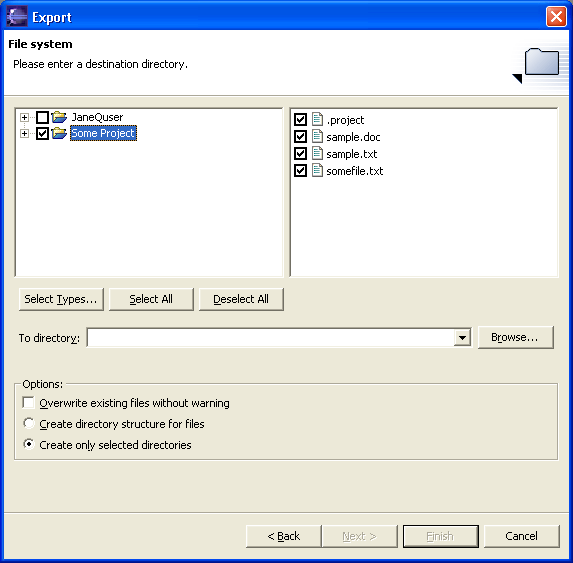 Export
File system
Please enter a destination directory.
JaneQuser
Some Project
.project
sample.doc
sample.txt
somefile.txt
Select Types...
Select All
Deselect All
To directory:
Browse...
Options:
Overwrite existing files without warning
Create directory structure for files
Create only selected directories
< Back
Next >
Finish
Cancel